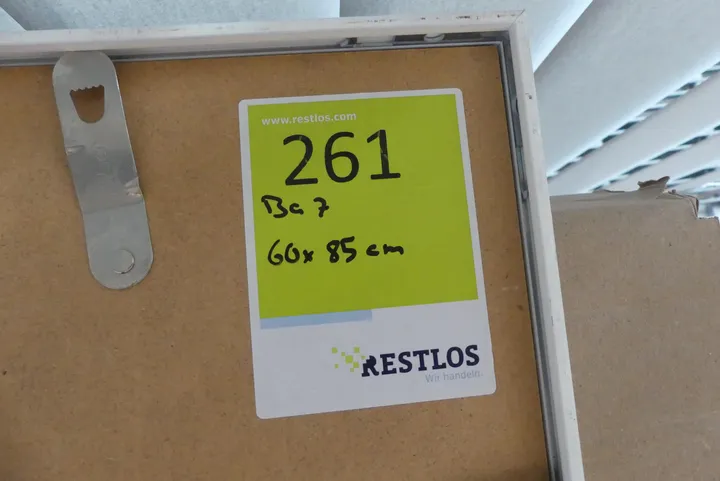 www.restlos.com
261
Ba 7
60x 85 cm
RESTLOS
Wir handeln.